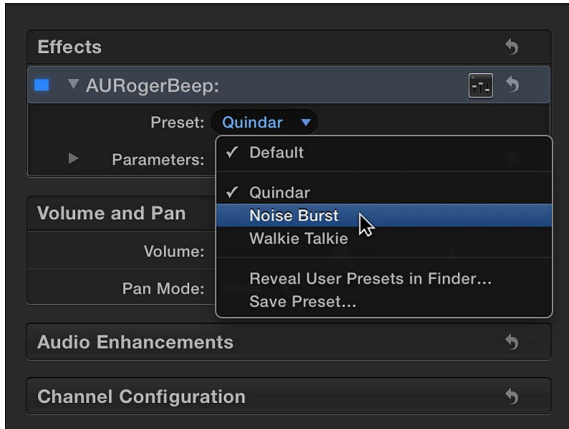 Effects
AURogerBeep:
Preset: Quindar
Parameters:
✓ Default
✓ Quindar
Noise Burst
Walkie Talkie
Reveal User Presets in Finder...
Save Preset...
Volume and Pan
Volume:
Pan Mode:
Audio Enhancements
Channel Configuration